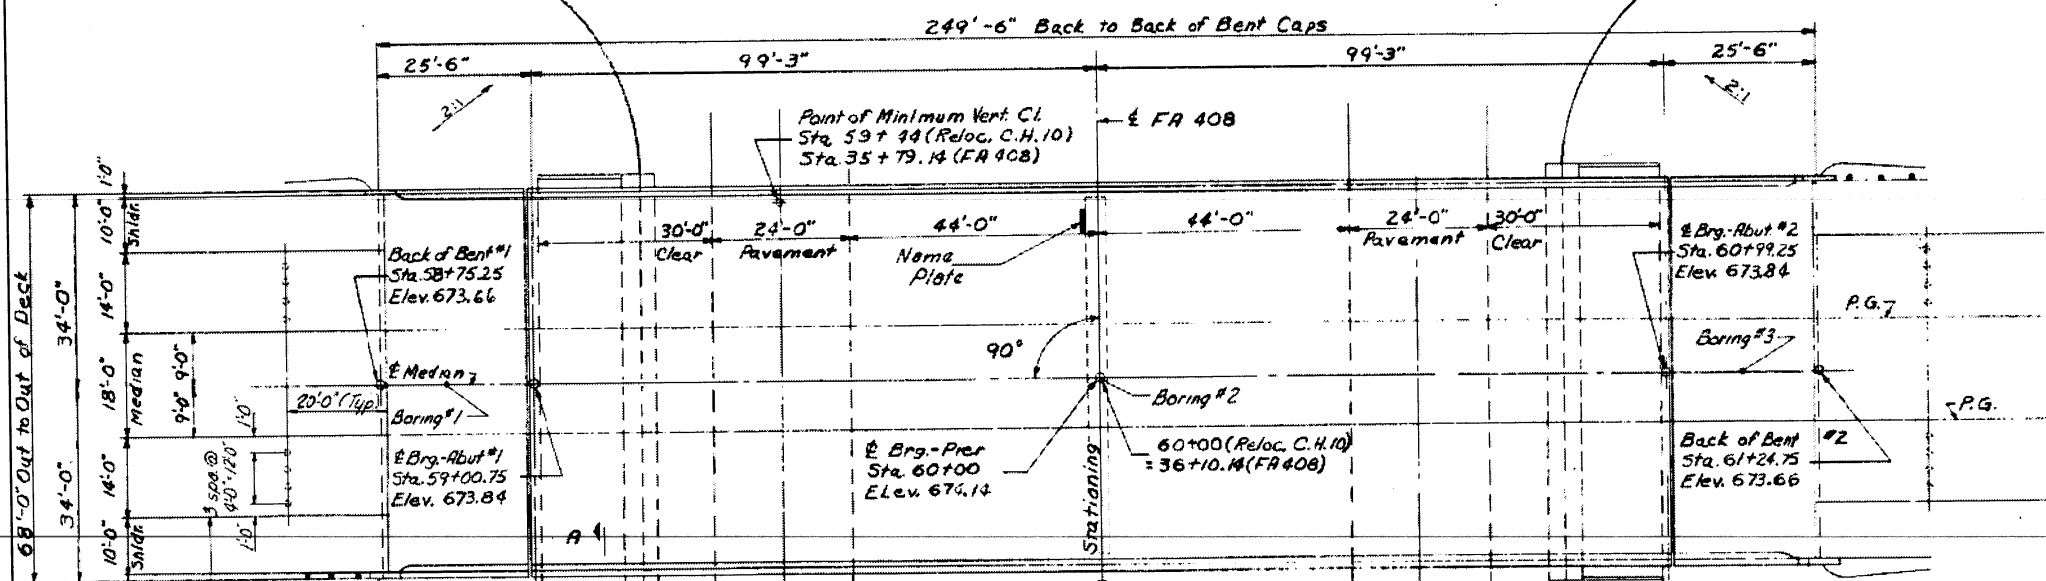 249'-6" Back to Back of Bent Caps
25'-6"
99'-3"
99'-3"
25'-6"
2:1
2:1
Point of Minimum Vert. Cl.
Sta. 59+44 (Reloc. C.H.10)
Sta. 35+79.14 (FA 408)
℄ FA 408
1'-0"
10'-0"
Shldr.
14'-0"
34'-0"
68'-0" Out to Out of Deck
18'-0"
Median
9'-0"
9'-0"
14'-0"
34'-0"
10'-0"
Shldr.
1'-0"
3 spa @
4'-0"=12'-0"
1'-0"
20'-0" (Typ.)
Back of Bent #1
Sta. 58+75.25
Elev. 673.66
30'-0"
Clear
24'-0"
Pavement
44'-0"
Name
Plate
44'-0"
24'-0"
Pavement
30'-0"
Clear
℄ Brg.-Abut #2
Sta. 60+99.25
Elev. 673.84
P.G.
Boring #3
90°
℄ Median
Boring #1
Boring #2
P.G.
℄ Brg.-Abut #1
Sta. 59+00.75
Elev. 673.84
℄ Brg.-Pier
Sta. 60+00
Elev. 674.14
60+00 (Reloc. C.H.10)
= 36+10.14 (FA 408)
Back of Bent #2
Sta. 61+24.75
Elev. 673.66
Stationing
A